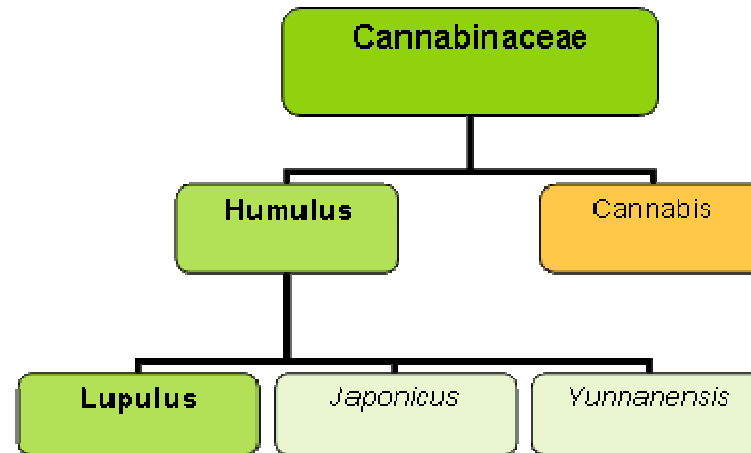 Cannabinaceae
Humulus
Cannabis
Lupulus
Japonicus
Yunnanensis